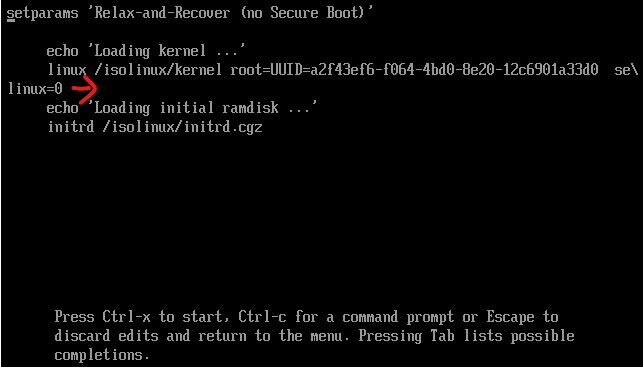 setparams 'Relax-and-Recover (no Secure Boot)'
echo 'Loading kernel ...'
linux /isolinux/kernel root=UUID=a2f43ef6-f064-4bd0-8e20-12c6901a33d0  se\
linux=0
echo 'Loading initial ramdisk ...'
initrd /isolinux/initrd.cgz
Press Ctrl-x to start, Ctrl-c for a command prompt or Escape to
discard edits and return to the menu. Pressing Tab lists possible
completions.